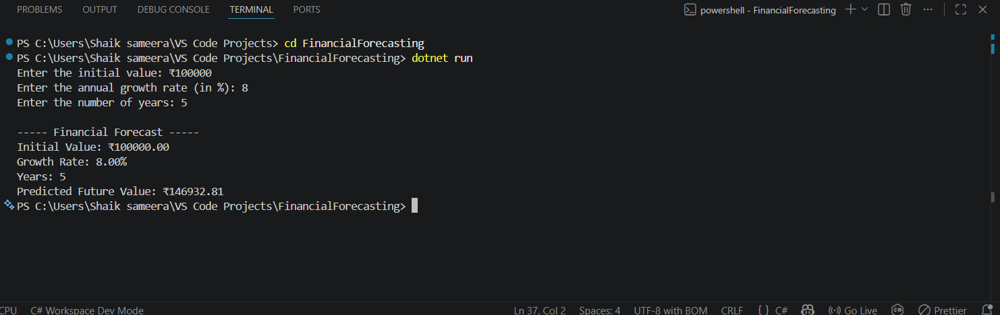 PROBLEMS OUTPUT DEBUG CONSOLE TERMINAL PORTS powershell - FinancialForecasting
PS C:\Users\Shaik sameera\VS Code Projects> cd FinancialForecasting
PS C:\Users\Shaik sameera\VS Code Projects\FinancialForecasting> dotnet run
Enter the initial value: ₹100000
Enter the annual growth rate (in %): 8
Enter the number of years: 5
----- Financial Forecast -----
Initial Value: ₹100000.00
Growth Rate: 8.00%
Years: 5
Predicted Future Value: ₹146932.81
PS C:\Users\Shaik sameera\VS Code Projects\FinancialForecasting>
CPU C# Workspace Dev Mode Ln 37, Col 2 Spaces: 4 UTF-8 with BOM CRLF {} C# Go Live Prettier